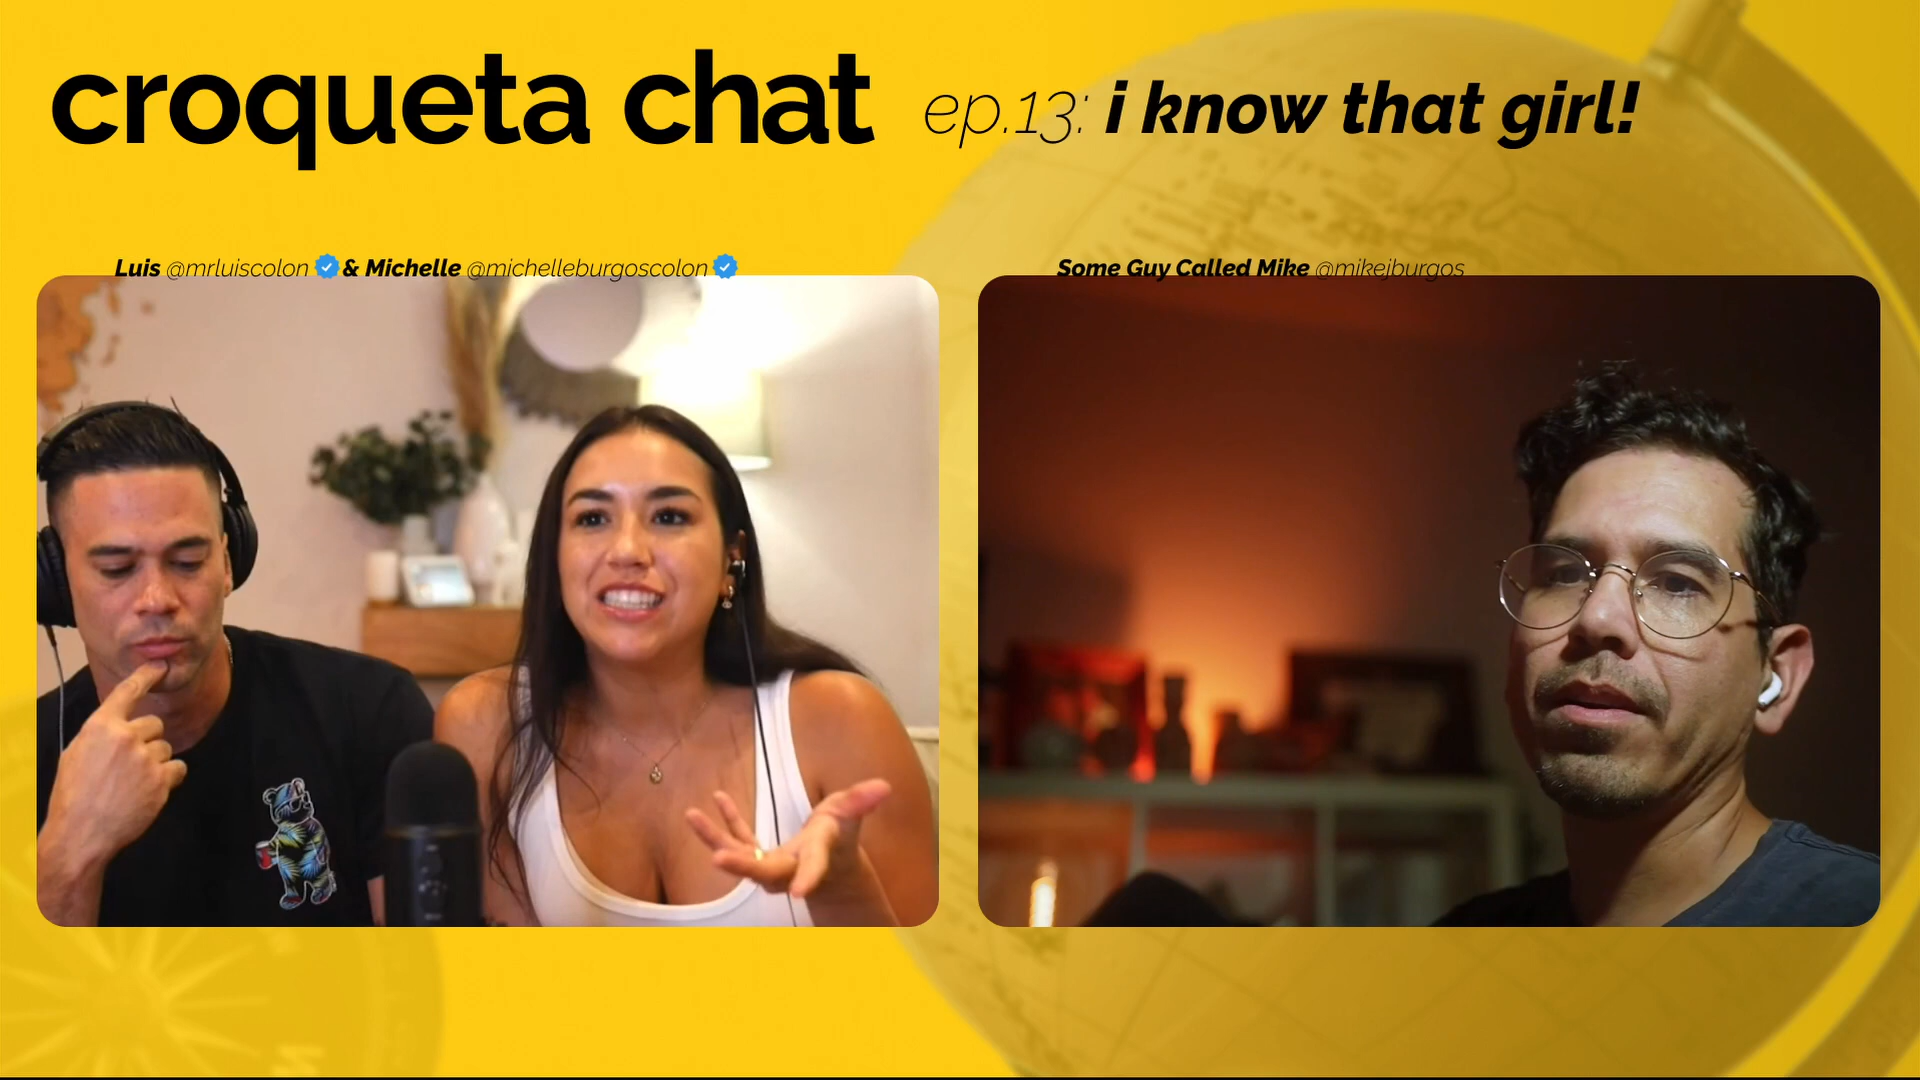 croqueta chat ep.13: i know that girl!
Luis @mrluiscolon & Michelle @michelleburgoscolon
Some Guy Called Mike @mikejburgos